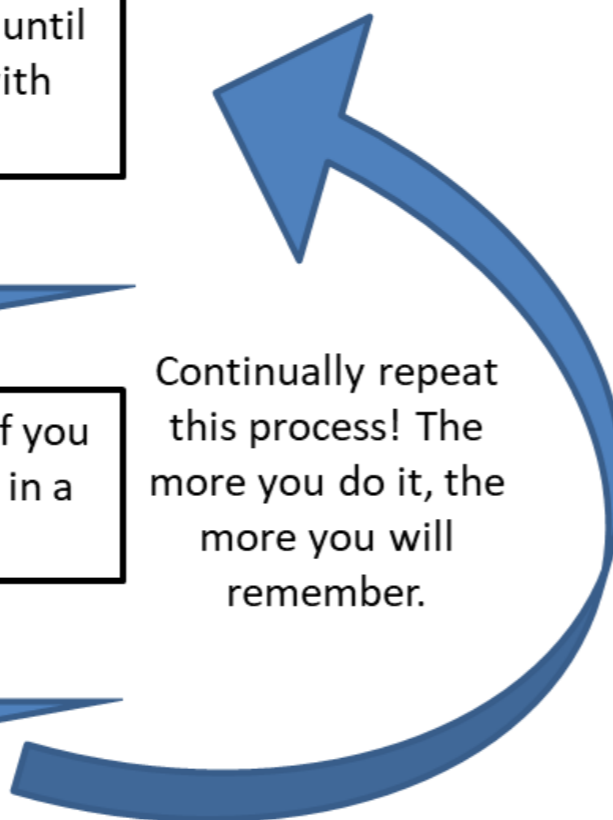 until
ith
Continually repeat
this process! The
f you
more you do it, the
in a
more you will
remember.